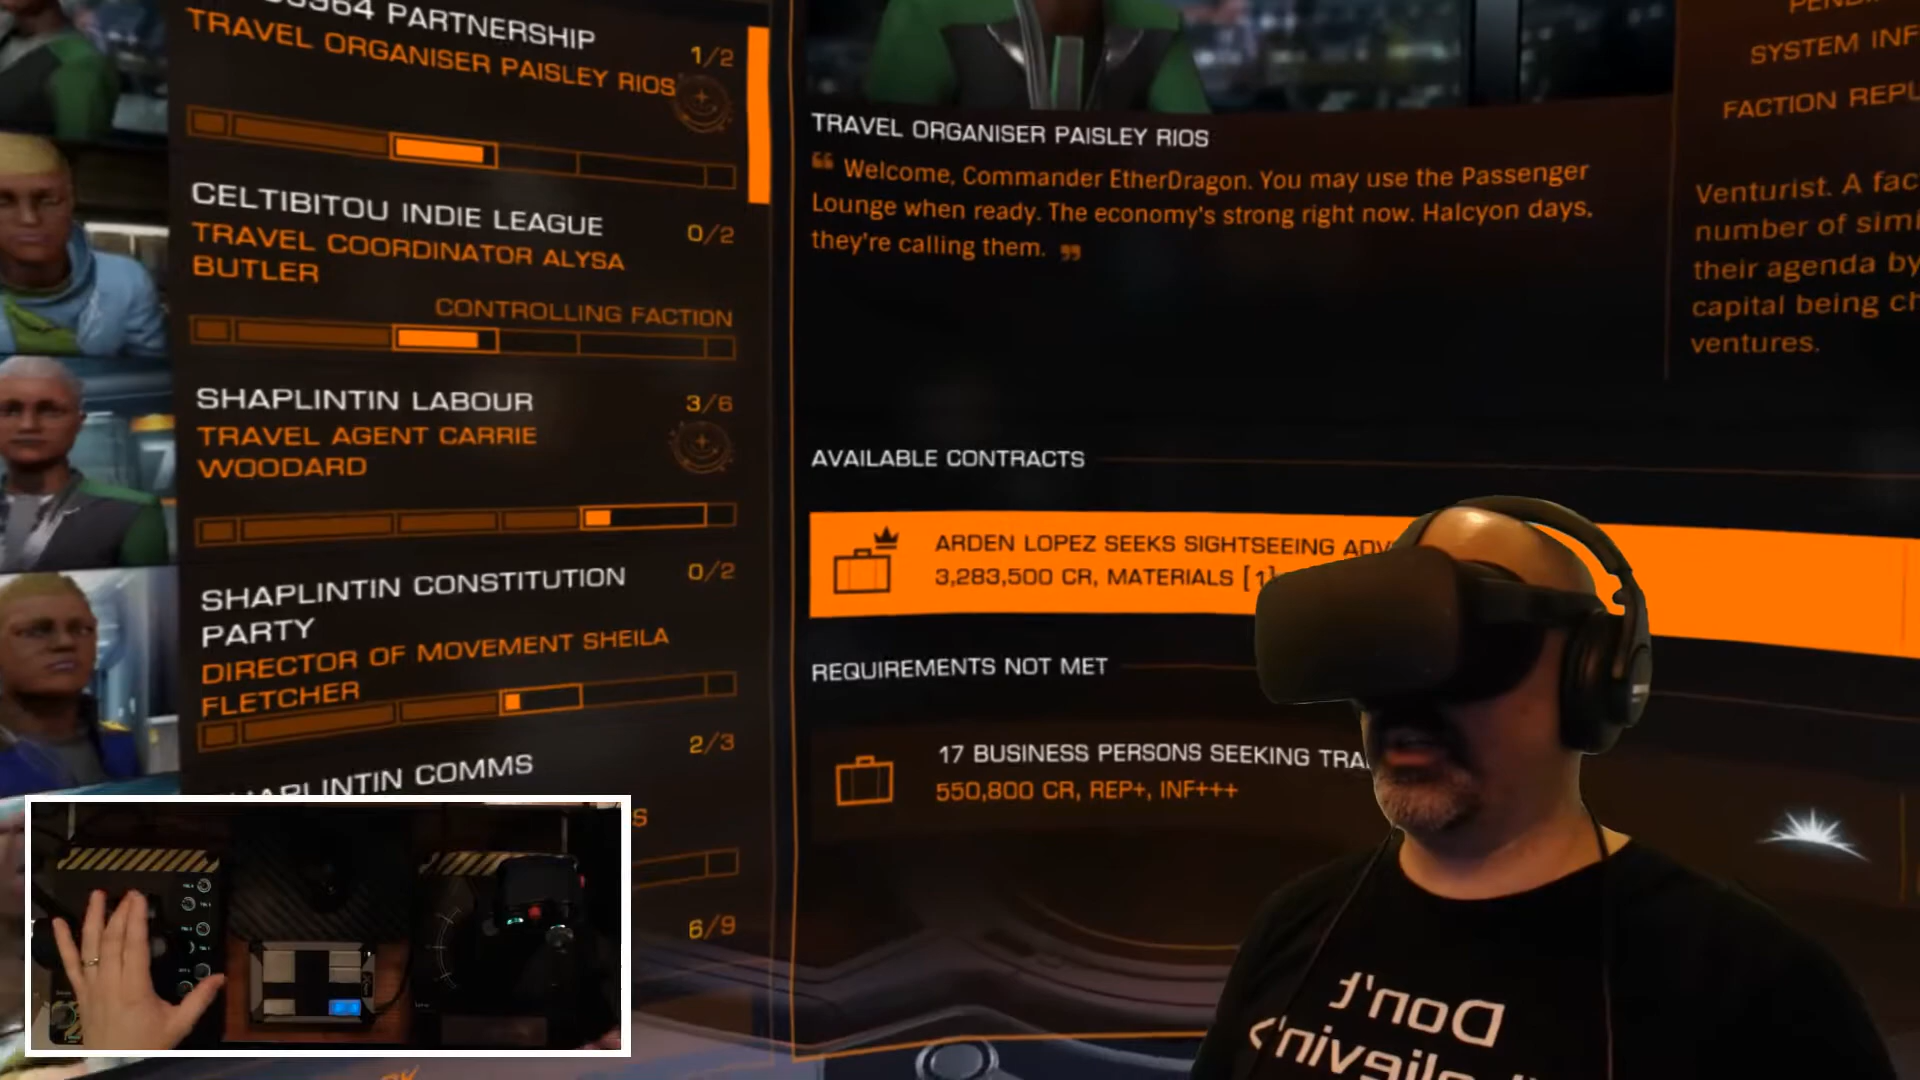 PARTNERSHIP
TRAVEL ORGANISER PAISLEY RIOS
1/2
CELTIBITOU INDIE LEAGUE
0/2
TRAVEL COORDINATOR ALYSA
BUTLER
CONTROLLING FACTION
SHAPLINTIN LABOUR
3/6
TRAVEL AGENT CARRIE
WOODARD
SHAPLINTIN CONSTITUTION
PARTY
0/2
DIRECTOR OF MOVEMENT SHEILA
FLETCHER
COMMS
2/3
6/9
TRAVEL ORGANISER PAISLEY RIOS
“ Welcome, Commander EtherDragon. You may use the Passenger
Lounge when ready. The economy's strong right now. Halcyon days,
they're calling them. ”
AVAILABLE CONTRACTS
ARDEN LOPEZ SEEKS SIGHTSEEING ADV
3,283,500 CR, MATERIALS [1]
REQUIREMENTS NOT MET
17 BUSINESS PERSONS SEEKING TRA
550,800 CR, REP+, INF+++
SYSTEM INF
FACTION REPU
Venturist. A fac
number of simi
their agenda by
capital being ch
ventures.
Don't